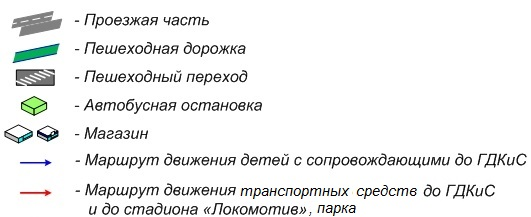 - Проезжая часть
- Пешеходная дорожка
- Пешеходный переход
- Автобусная остановка
- Магазин
- Маршрут движения детей с сопровождающими до ГДКиС
- Маршрут движения транспортных средств до ГДКиС
и до стадиона «Локомотив», парка